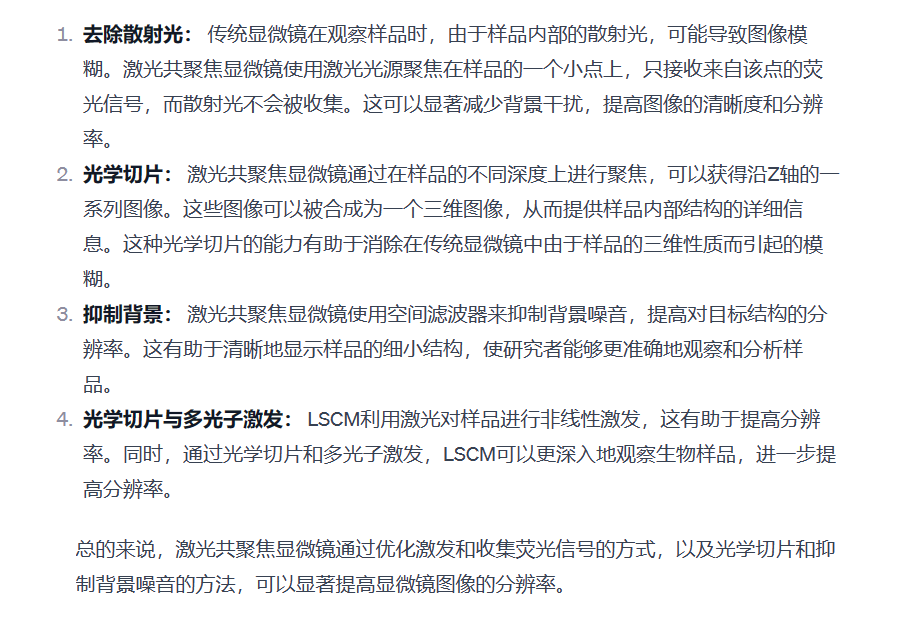 1. 去除散射光： 传统显微镜在观察样品时，由于样品内部的散射光，可能导致图像模
糊。激光共聚焦显微镜使用激光光源聚焦在样品的一个小点上，只接收来自该点的荧
光信号，而散射光不会被收集。这可以显著减少背景干扰，提高图像的清晰度和分辨
率。
2. 光学切片： 激光共聚焦显微镜通过在样品的不同深度上进行聚焦，可以获得沿Z轴的一
系列图像。这些图像可以被合成为一个三维图像，从而提供样品内部结构的详细信
息。这种光学切片的能力有助于消除在传统显微镜中由于样品的三维性质而引起的模
糊。
3. 抑制背景： 激光共聚焦显微镜使用空间滤波器来抑制背景噪音，提高对目标结构的分
辨率。这有助于清晰地显示样品的细小结构，使研究者能够更准确地观察和分析样
品。
4. 光学切片与多光子激发： LSCM利用激光对样品进行非线性激发，这有助于提高分辨
率。同时，通过光学切片和多光子激发，LSCM可以更深入地观察生物样品，进一步提
高分辨率。
总的来说，激光共聚焦显微镜通过优化激发和收集荧光信号的方式，以及光学切片和抑
制背景噪音的方法，可以显著提高显微镜图像的分辨率。